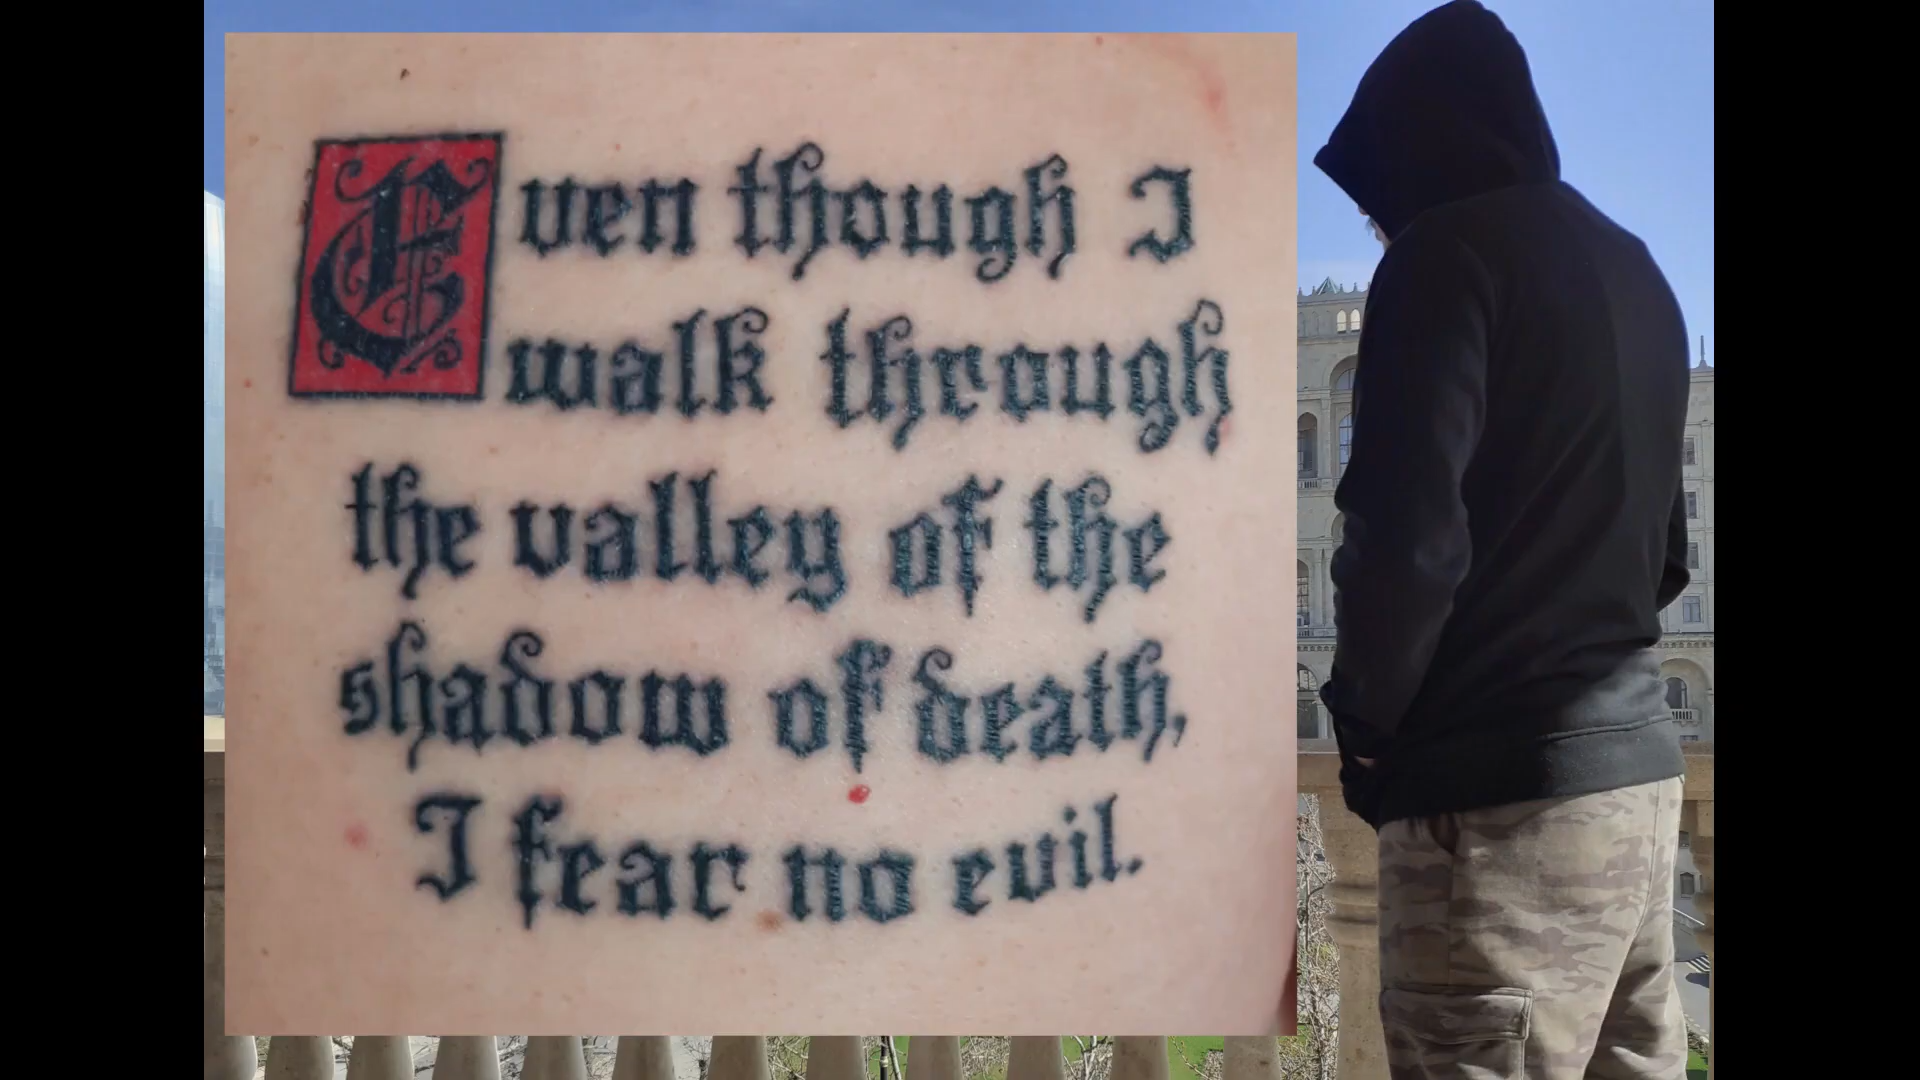 Even though I
walk through
the valley of the
shadow of death,
I fear no evil.